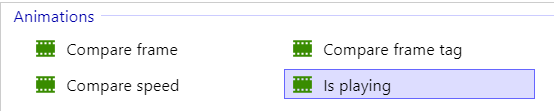 Animations
Compare frame
Compare frame tag
Compare speed
Is playing